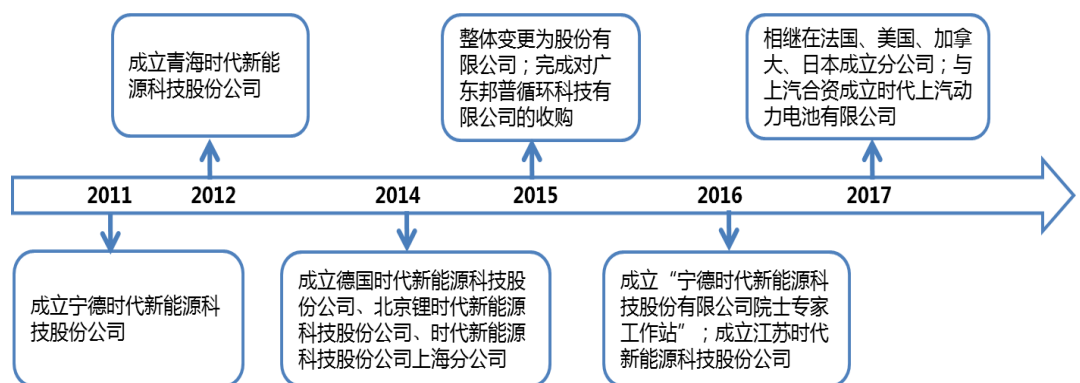 成立青海时代新能
源科技股份公司
整体变更为股份有
限公司；完成对广
东邦普循环科技有
限公司的收购
相继在法国、美国、加拿
大、日本成立分公司；与
上汽合资成立时代上汽动
力电池有限公司
2011
2012
2014
2015
2016
2017
成立宁德时代新能源科
技股份公司
成立德国时代新能源科技股
份公司、北京锂时代新能源
科技股份公司、时代新能源
科技股份公司上海分公司
成立“宁德时代新能源科
技股份有限公司院士专家
工作站”；成立江苏时代
新能源科技股份公司